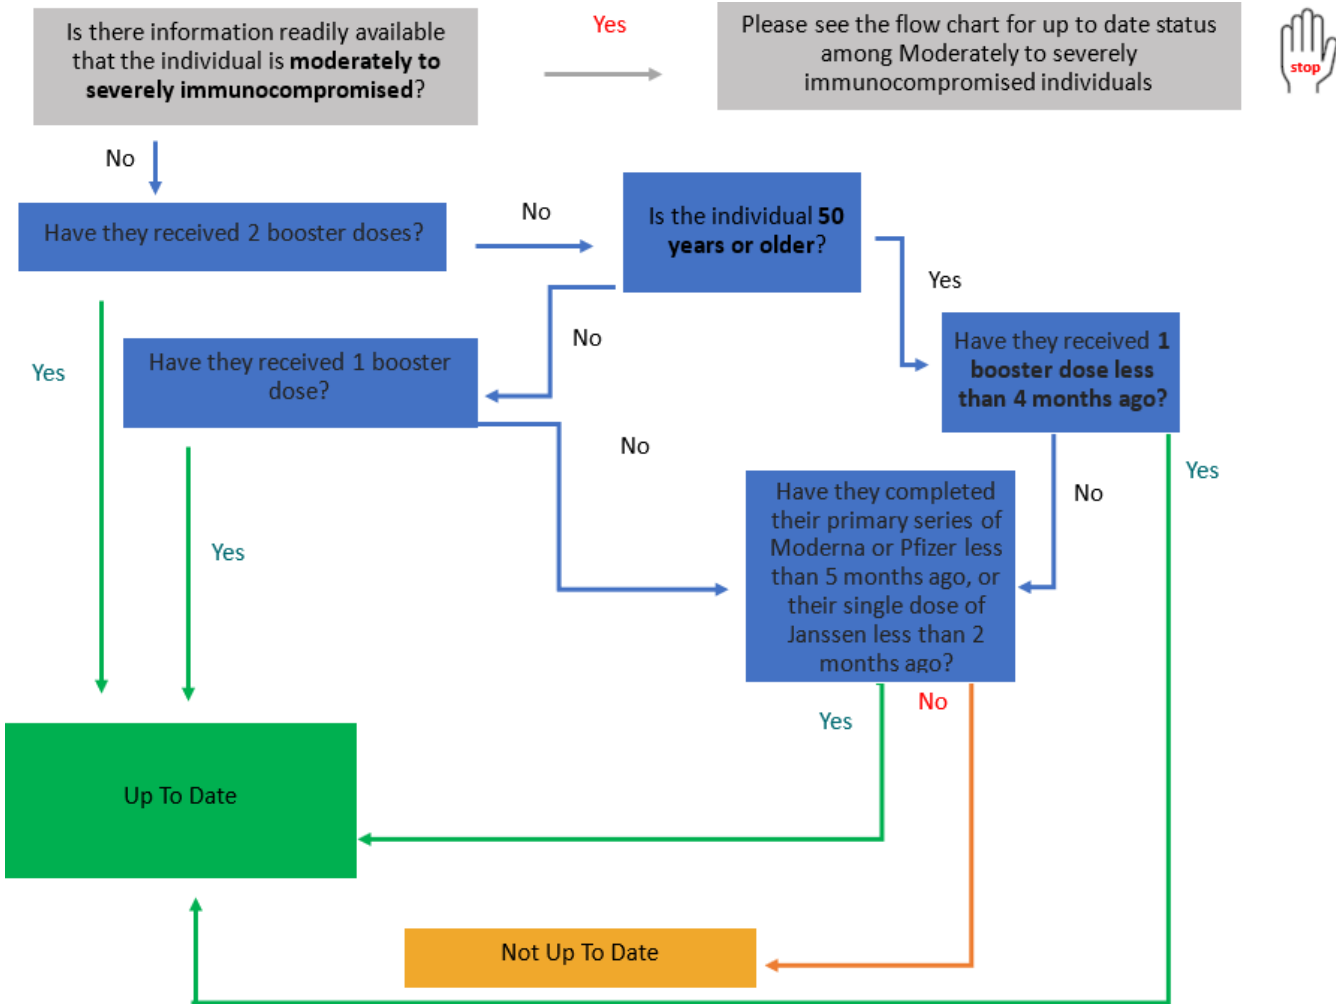 Is there information readily available
that the individual is moderately to
severely immunocompromised?
Yes
Please see the flow chart for up to date status
among Moderately to severely
immunocompromised individuals
stop
No
Have they received 2 booster doses?
No
Is the individual 50
years or older?
Yes
No
Have they received 1 booster
dose?
Yes
Have they received 1
booster dose less
than 4 months ago?
No
Yes
No
Yes
Have they completed
their primary series of
Moderna or Pfizer less
than 5 months ago, or
their single dose of
Janssen less than 2
months ago?
Yes
No
Up To Date
Not Up To Date